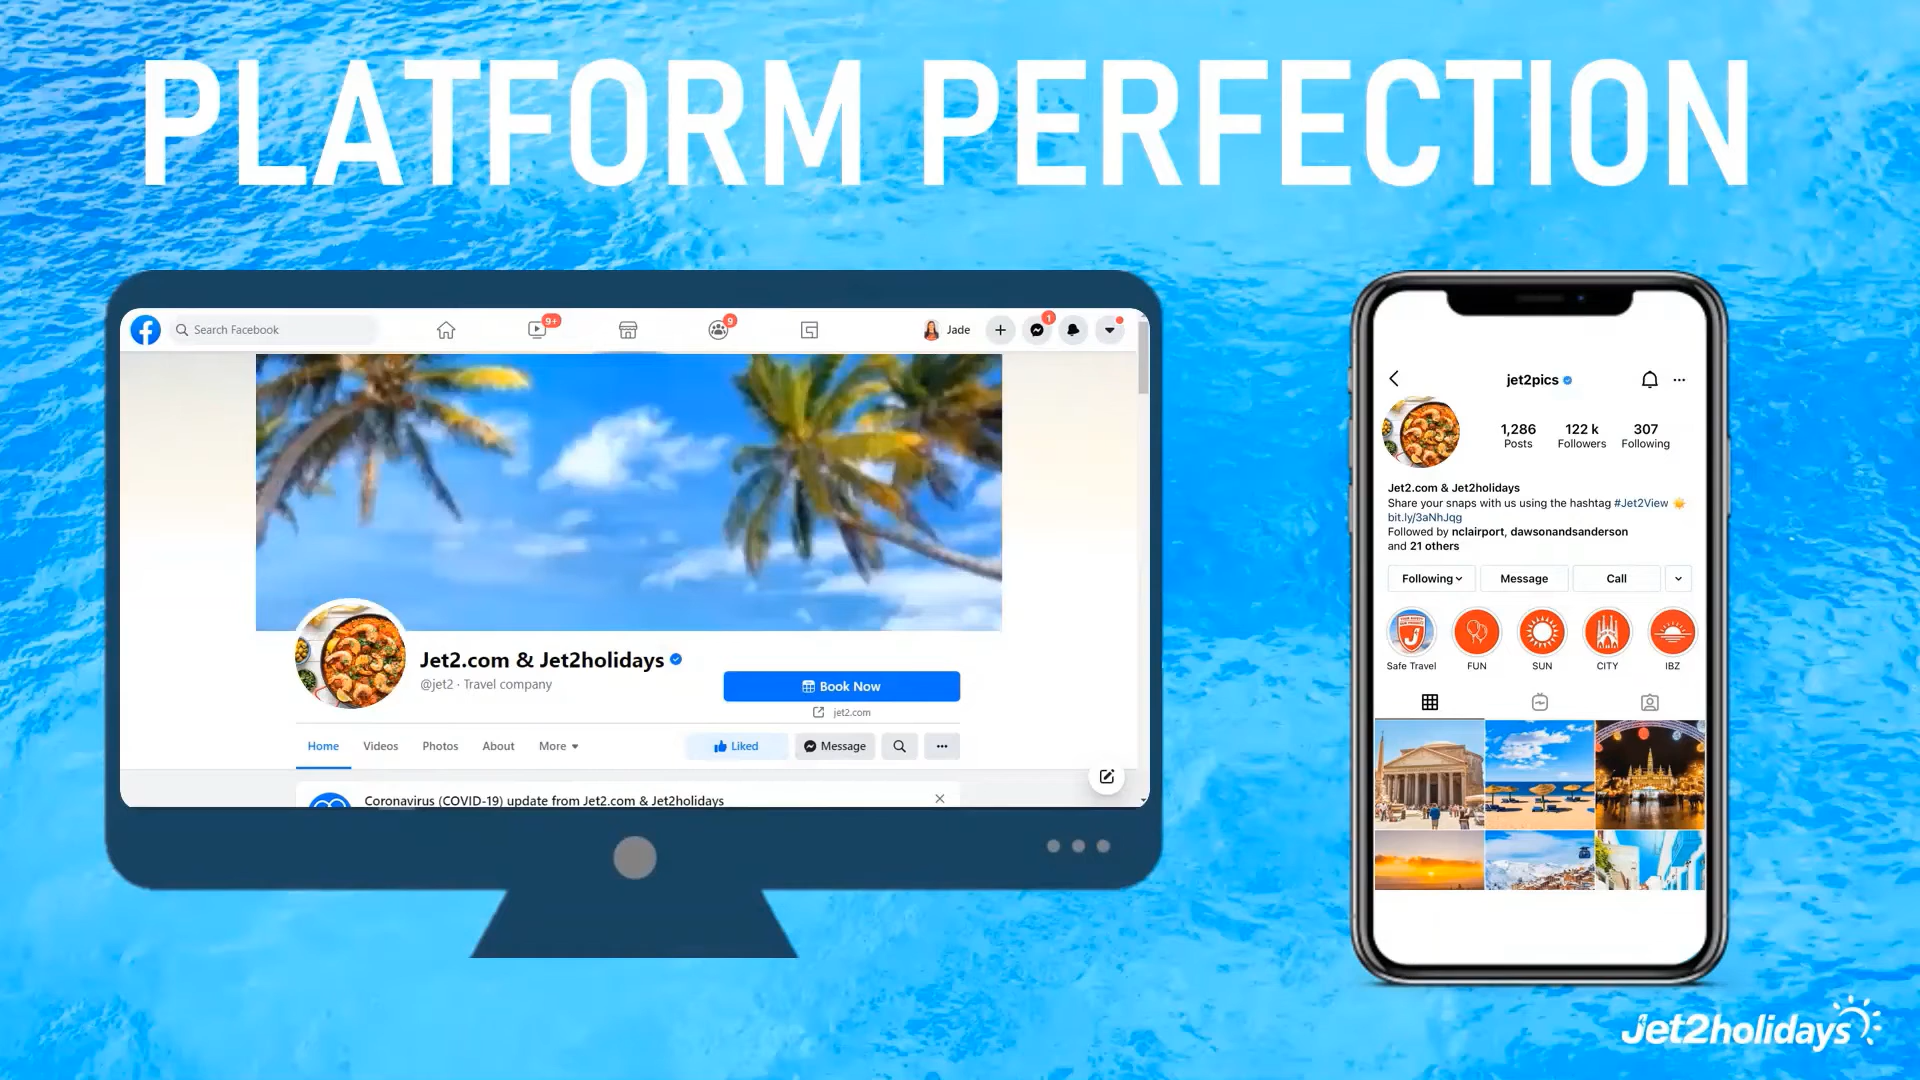 PLATFORM PERFECTION
Search Facebook
9+
9
Jade
1
Jet2.com & Jet2holidays
@jet2 · Travel company
Book Now
jet2.com
Home Videos Photos About More
Liked Message
Coronavirus (COVID-19) update from Jet2.com & Jet2holidays
jet2pics
1,286 122 k 307
Posts Followers Following
Jet2.com & Jet2holidays
Share your snaps with us using the hashtag #Jet2View ☀️
bit.ly/3aNhJqg
Followed by nclairport, dawsonandsanderson
and 21 others
Following Message Call
Safe Travel FUN SUN CITY IBZ
Jet2holidays